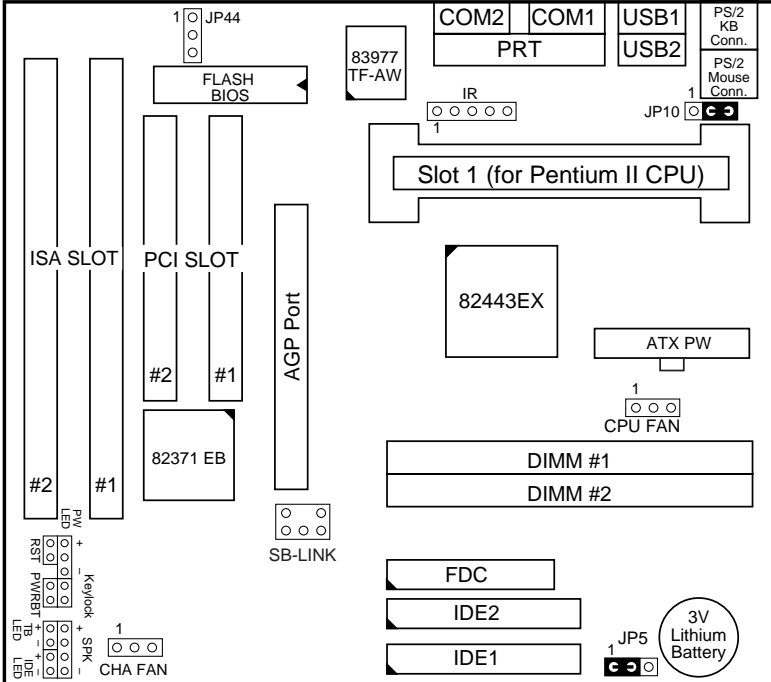 1
JP44
COM2
COM1
USB1
PS/2
KB
Conn.
PRT
USB2
PS/2
Mouse
Conn.
83977
TF-AW
FLASH
BIOS
IR
1
1
JP10
Slot 1 (for Pentium II CPU)
ISA SLOT
PCI SLOT
AGP Port
82443EX
ATX PW
#2
#1
1
CPU FAN
82371 EB
DIMM #1
DIMM #2
#2
#1
PW
LED
SB-LINK
RST
+
-
Keylock
PWRBT
FDC
IDE2
IDE1
TB
LED
+
-
+
SPK
IDE
LED
+
-
-
1
CHA FAN
JP5
1
3V
Lithium
Battery